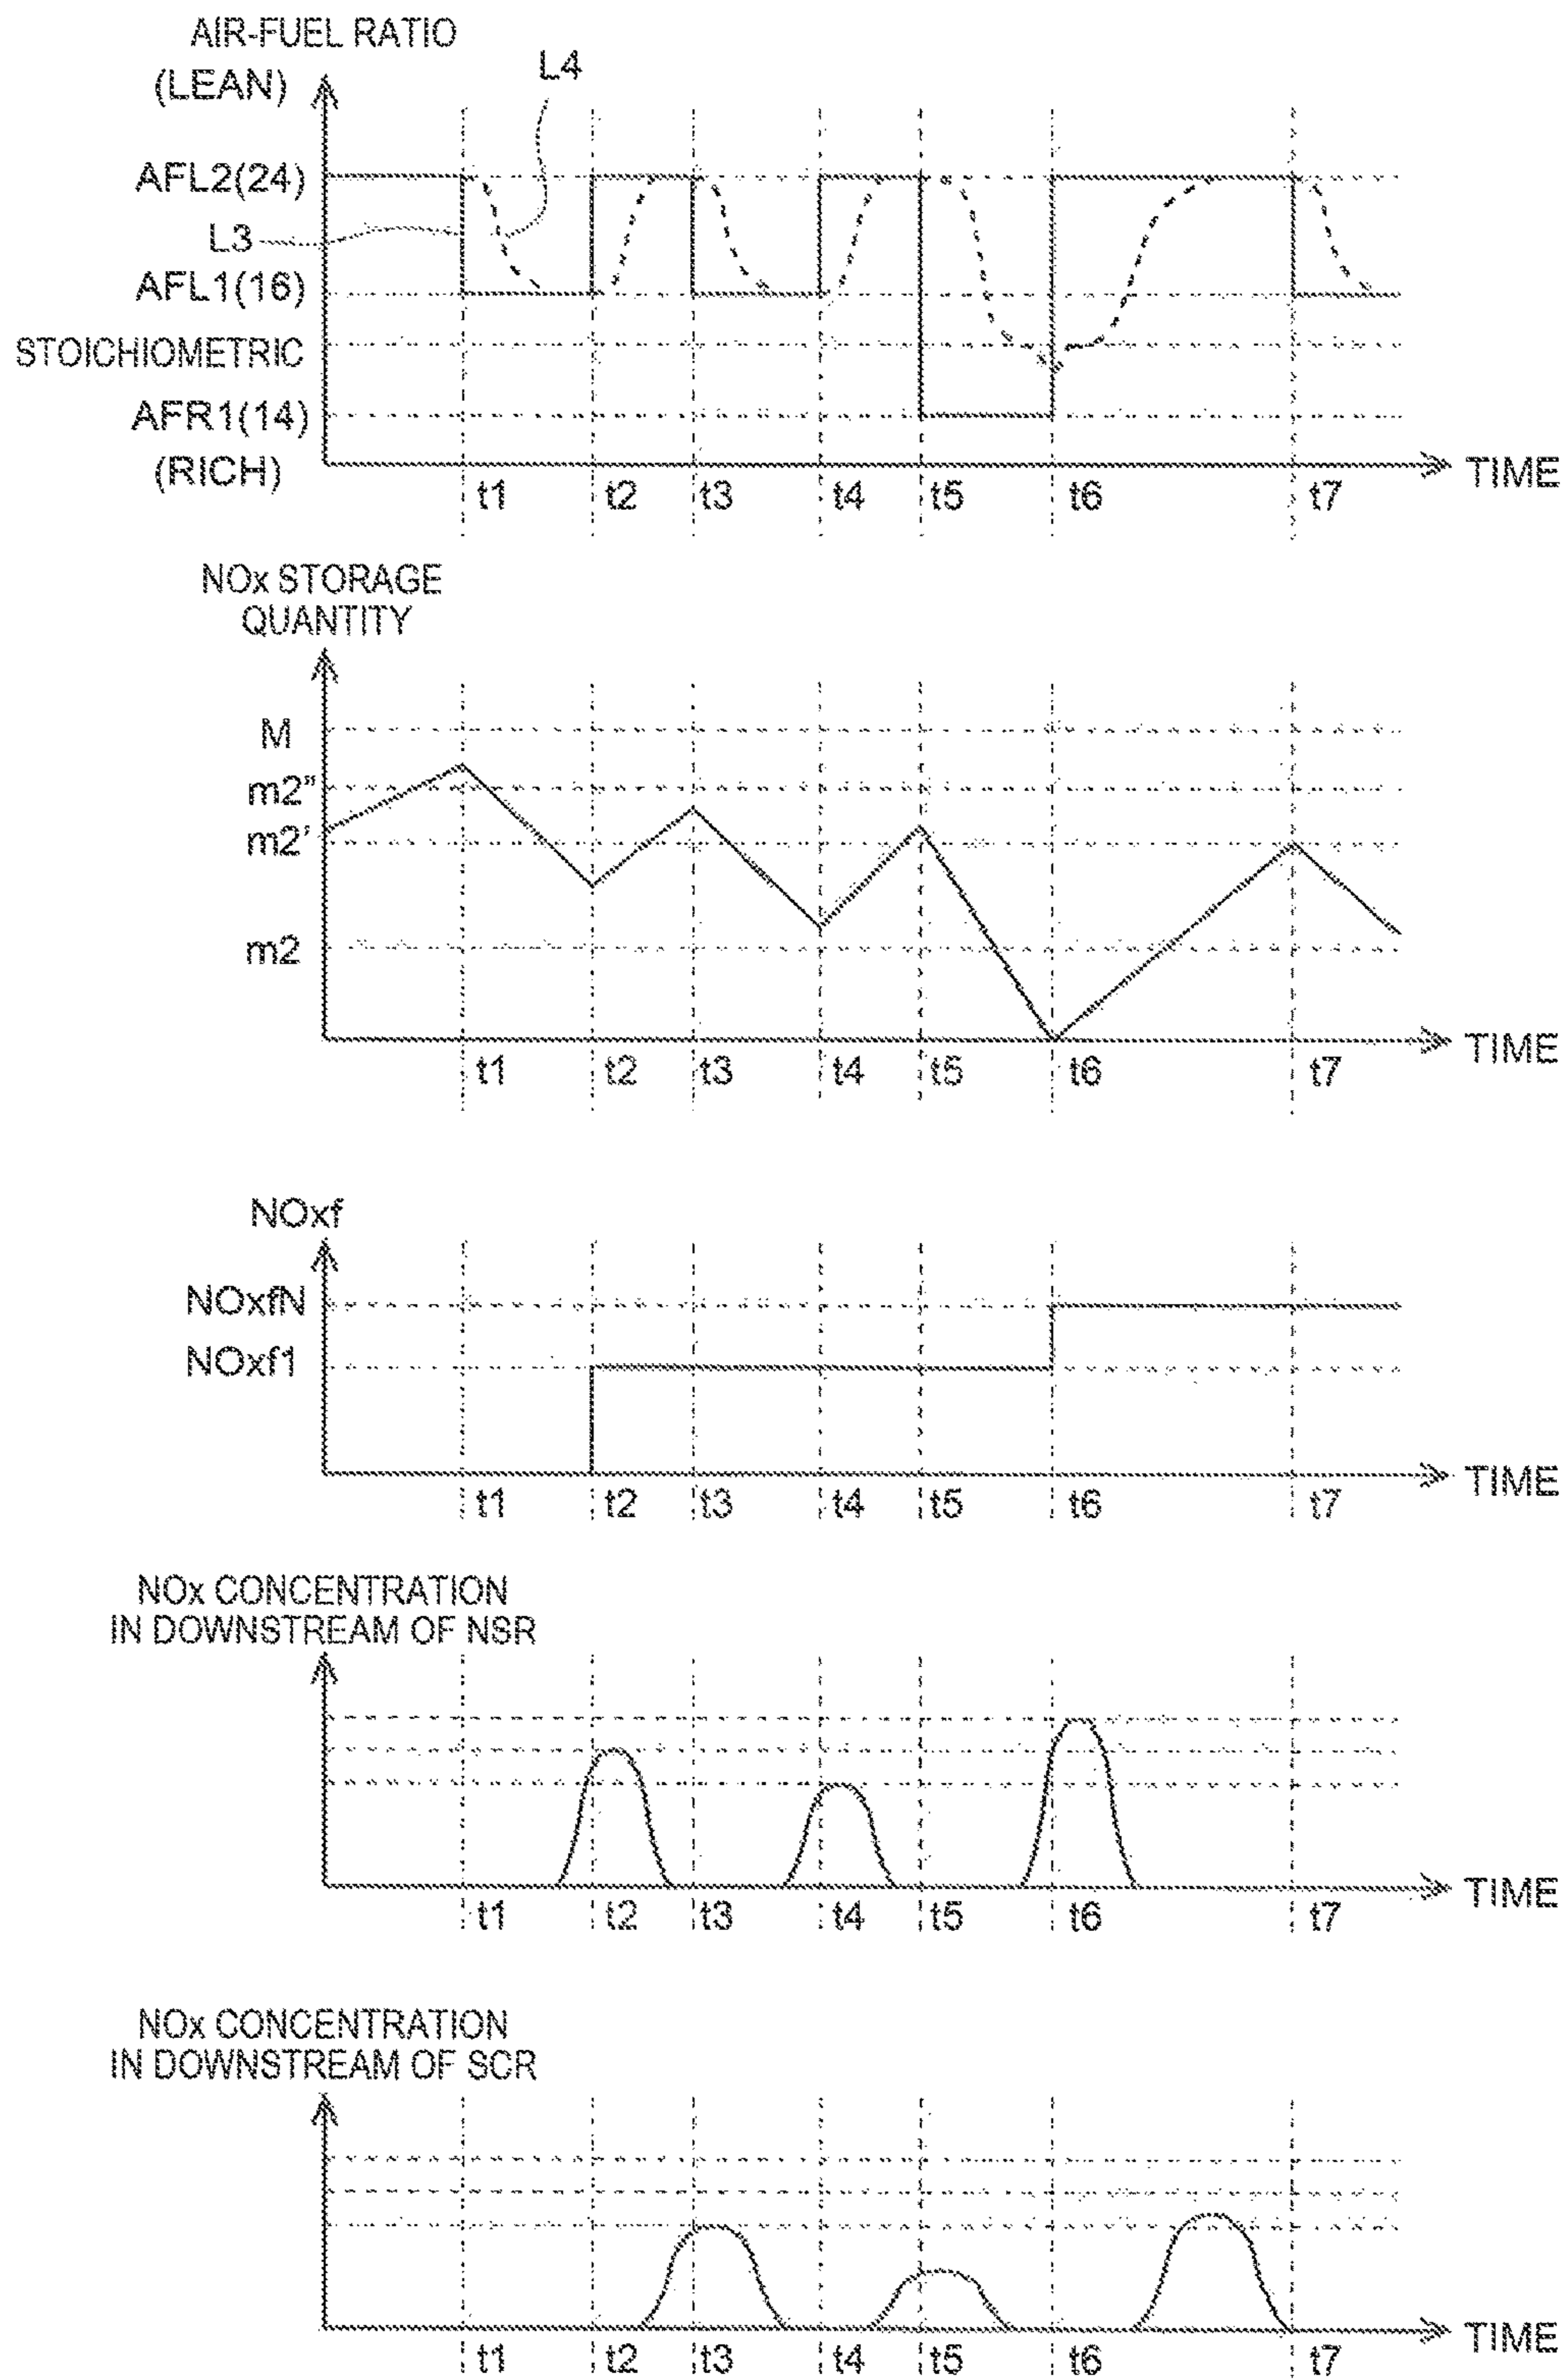 AIR-FUEL RATIO
(LEAN)
L4
AFL2(24)
L3
AFL1(16)
STOICHIOMETRIC
AFR1(14)
(RICH)
TIME
t1 t2 t3 t4 t5 t6 t7
NOx STORAGE
QUANTITY
M
m2"
m2'
m2
TIME
t1 t2 t3 t4 t5 t6 t7
NOxf
NOxfN
NOxf1
TIME
t1 t2 t3 t4 t5 t6 t7
NOx CONCENTRATION
IN DOWNSTREAM OF NSR
TIME
t1 t2 t3 t4 t5 t6 t7
NOx CONCENTRATION
IN DOWNSTREAM OF SCR
TIME
t1 t2 t3 t4 t5 t6 t7